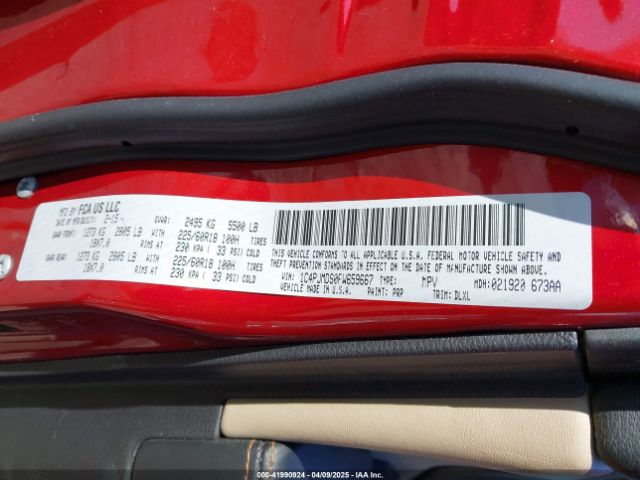 MFD BY FCA US LLC
DATE OF MFR 2-15
GVWR: 2495 KG 5500 LB
GAWR FRONT: 1273 KG 2805 LB WITH 225/60R18 100H TIRES
18X7.0 RIMS AT 230 KPA ( 33 PSI) COLD
GAWR REAR: 1273 KG 2805 LB WITH 225/60R18 100H TIRES
18X7.0 RIMS AT 230 KPA ( 33 PSI) COLD
THIS VEHICLE CONFORMS TO ALL APPLICABLE U.S.A. FEDERAL MOTOR VEHICLE SAFETY AND
THEFT PREVENTION STANDARDS IN EFFECT ON THE DATE OF MANUFACTURE SHOWN ABOVE.
VIN: 1C4PJMDS0FW659667 TYPE: MPV MDH:021920 673AA
MADE IN U.S.A. PAINT: PRP TRIM: DLXL
000-41990924 | 04/09/2025 | © IAA, LLC